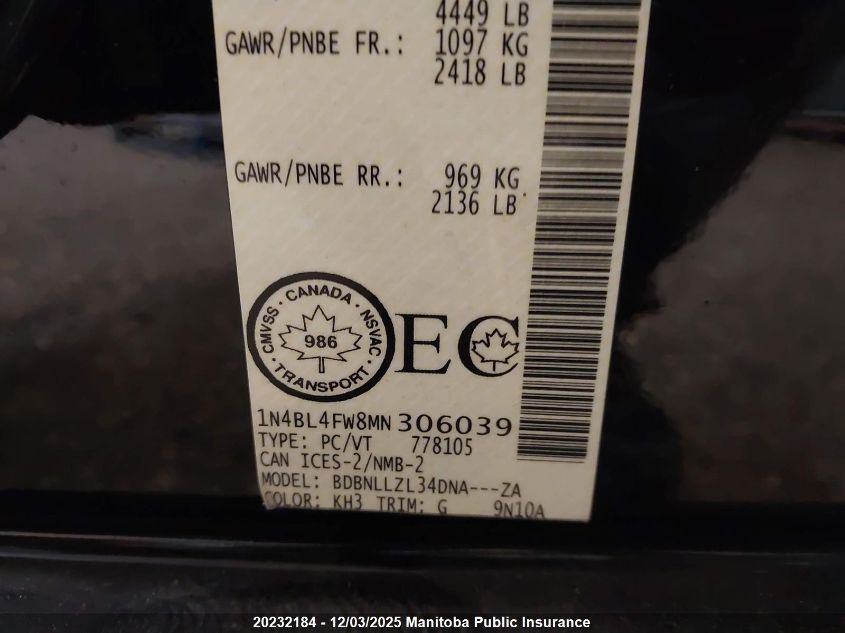 4449 LB
GAWR/PNBE FR.: 1097 KG
2418 LB
GAWR/PNBE RR.: 969 KG
2136 LB
CMVSS · CANADA · NSVAC · TRANSPORT ·
986
EC
1N4BL4FW8MN306039
TYPE: PC/VT 778105
CAN ICES-2/NMB-2
MODEL: BDBNLLZL34DNA---ZA
COLOR: KH3 TRIM: G 9N10A
20232184 - 12/03/2025 Manitoba Public Insurance